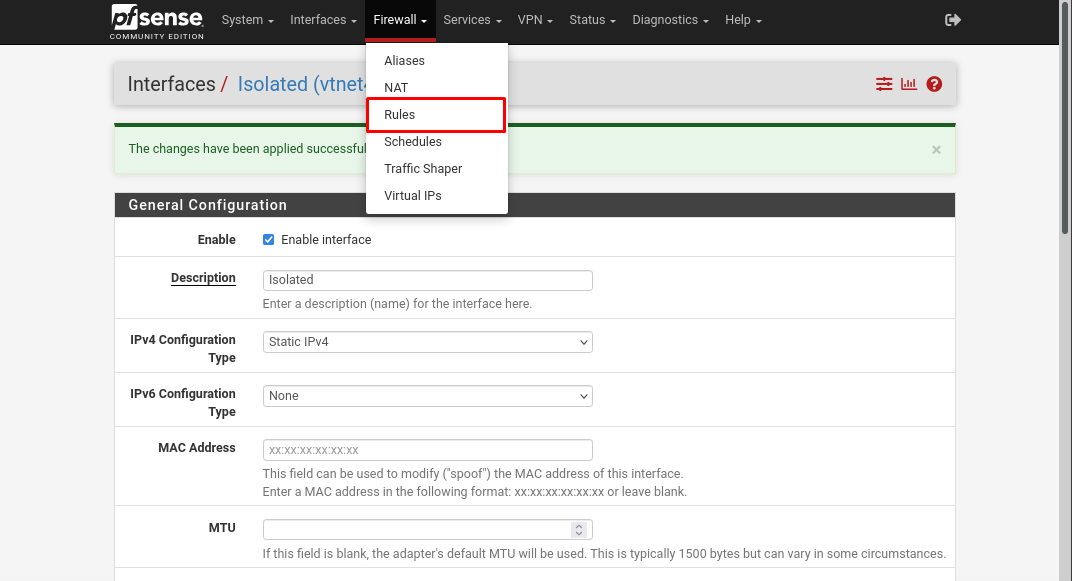 pfsense
COMMUNITY EDITION
System
Interfaces
Firewall
Services
VPN
Status
Diagnostics
Help
Aliases
NAT
Rules
Schedules
Traffic Shaper
Virtual IPs
Interfaces / Isolated (vtnet
The changes have been applied successful
×
General Configuration
Enable
Enable interface
Description
Isolated
Enter a description (name) for the interface here.
IPv4 Configuration
Type
Static IPv4
IPv6 Configuration
Type
None
MAC Address
xx:xx:xx:xx:xx:xx
This field can be used to modify ("spoof") the MAC address of this interface.
Enter a MAC address in the following format: xx:xx:xx:xx:xx:xx or leave blank.
MTU
If this field is blank, the adapter's default MTU will be used. This is typically 1500 bytes but can vary in some circumstances.